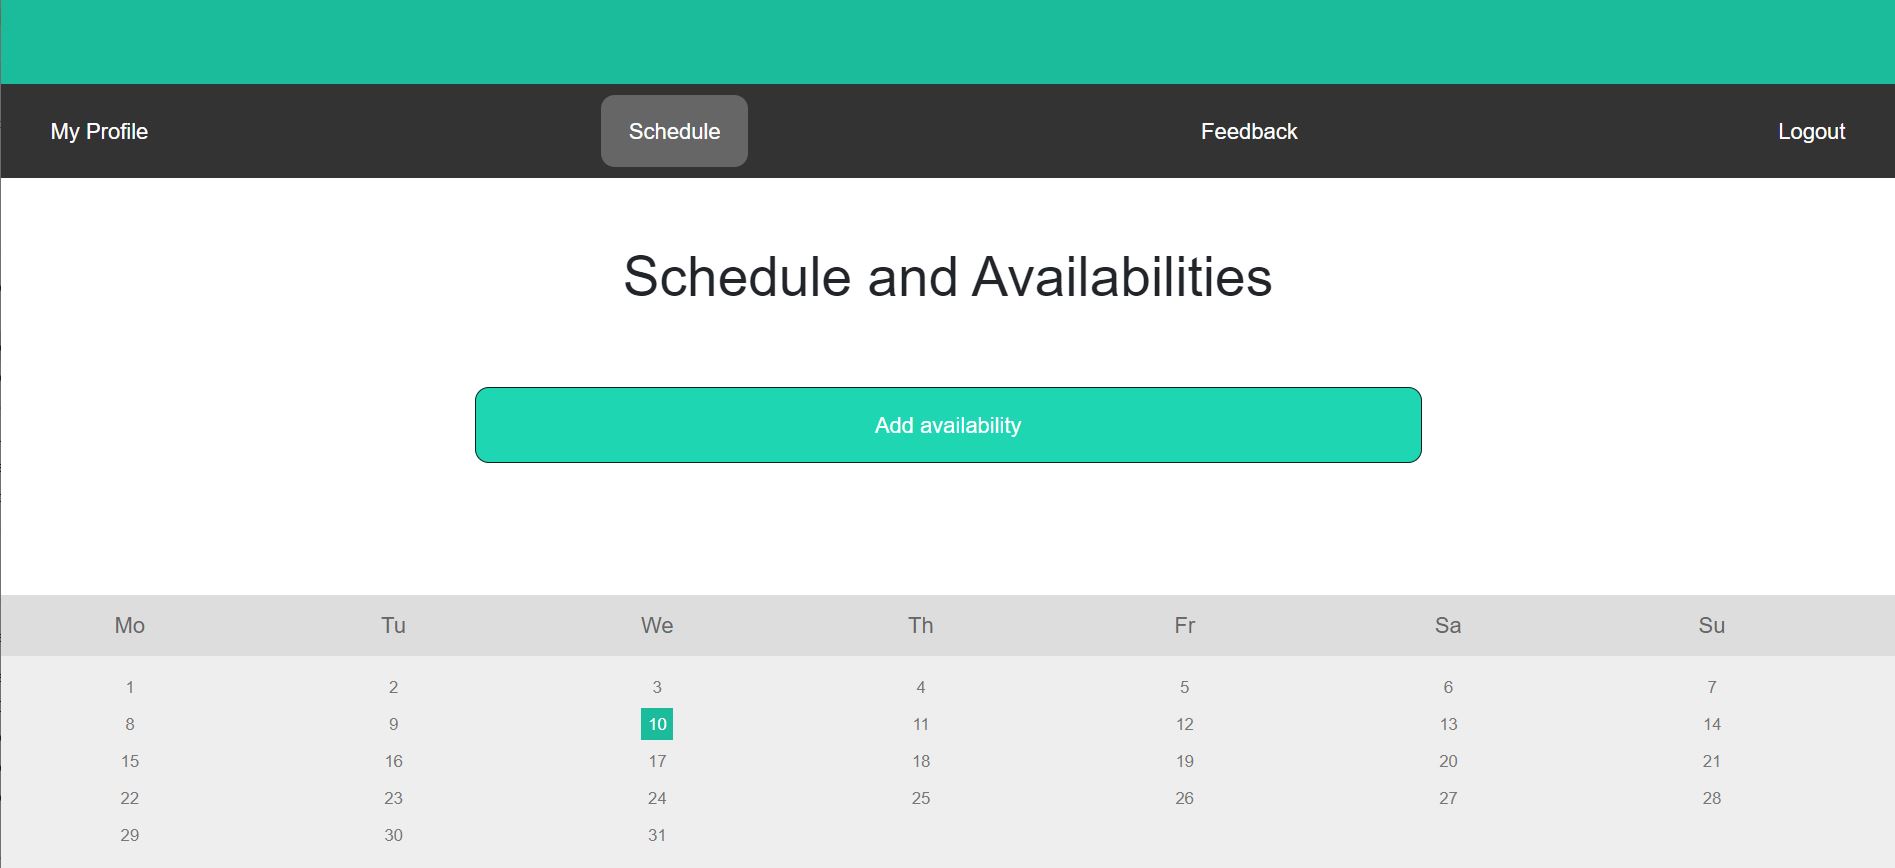 My Profile Schedule Feedback Logout
Schedule and Availabilities
Add availability
Mo Tu We Th Fr Sa Su
1 2 3 4 5 6 7
8 9 10 11 12 13 14
15 16 17 18 19 20 21
22 23 24 25 26 27 28
29 30 31